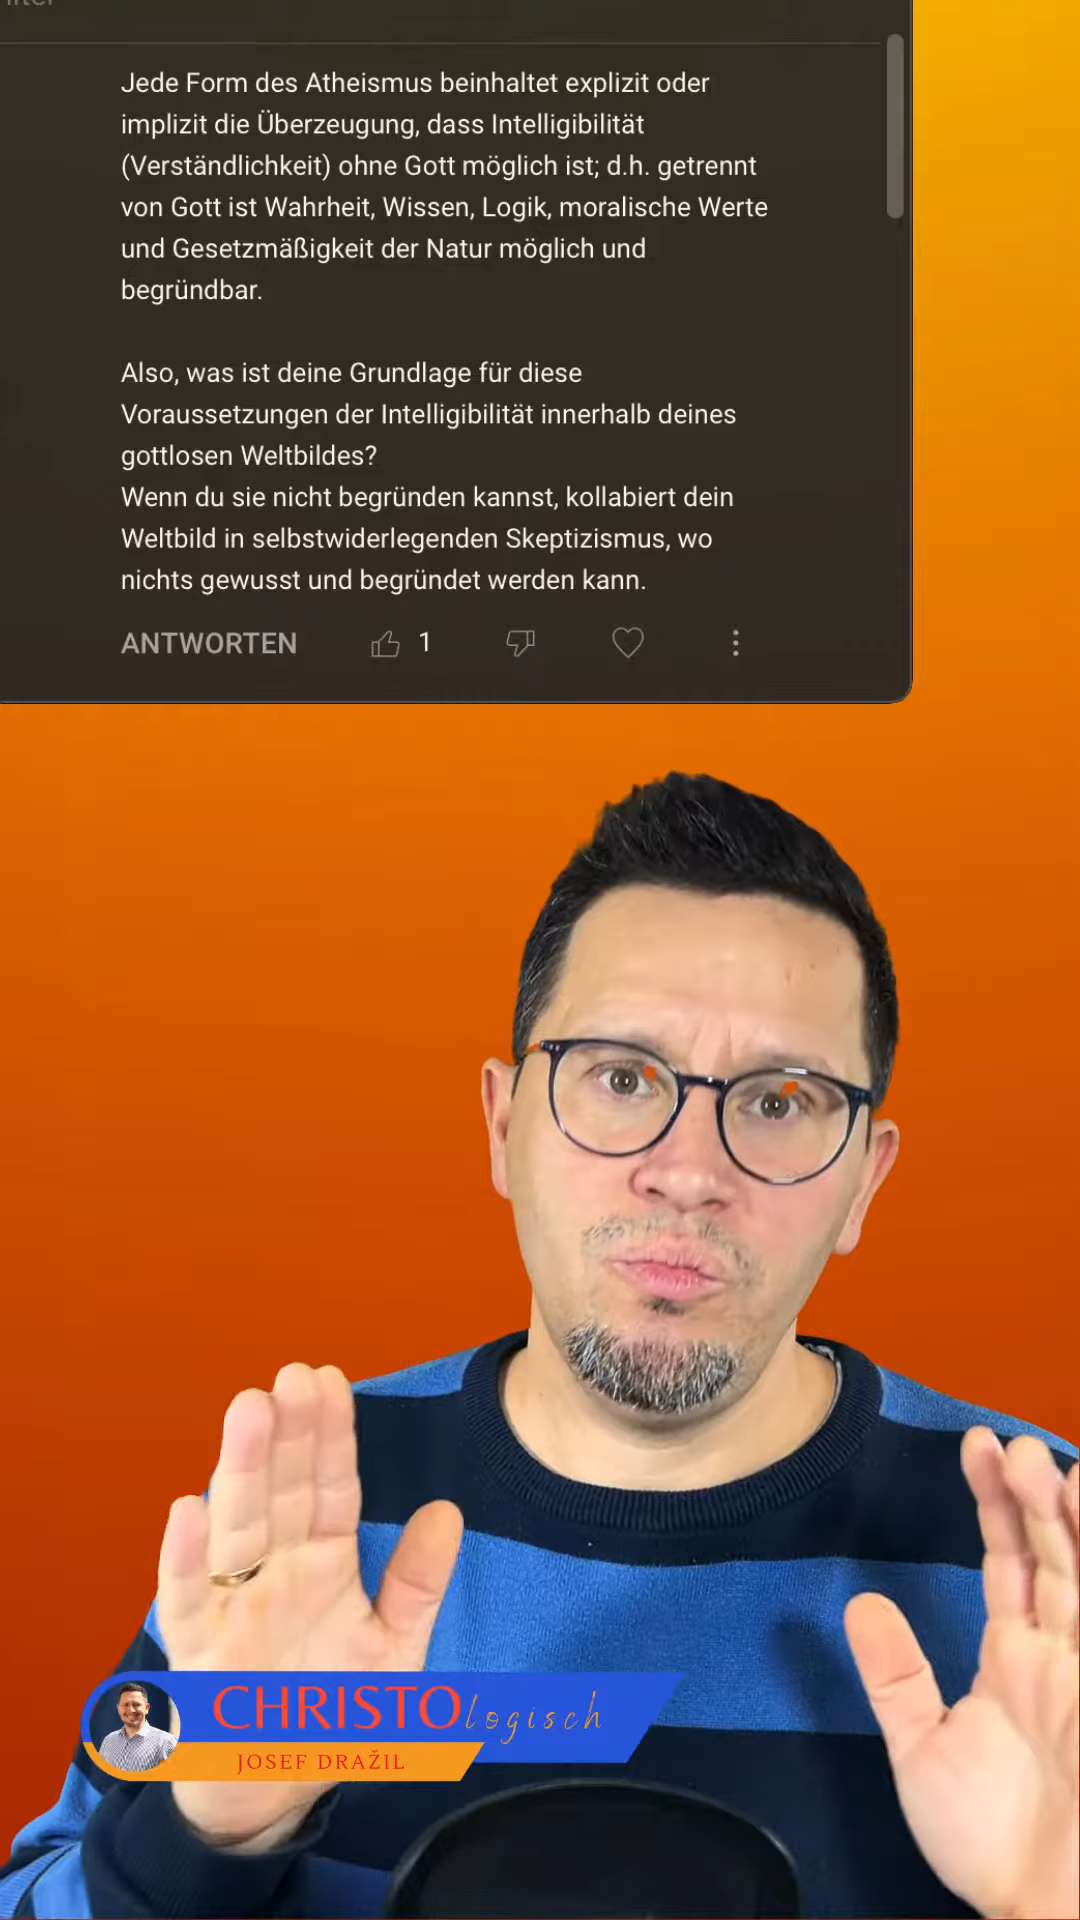 Jede Form des Atheismus beinhaltet explizit oder
implizit die Überzeugung, dass Intelligibilität
(Verständlichkeit) ohne Gott möglich ist; d.h. getrennt
von Gott ist Wahrheit, Wissen, Logik, moralische Werte
und Gesetzmäßigkeit der Natur möglich und
begründbar.
Also, was ist deine Grundlage für diese
Voraussetzungen der Intelligibilität innerhalb deines
gottlosen Weltbildes?
Wenn du sie nicht begründen kannst, kollabiert dein
Weltbild in selbstwiderlegenden Skeptizismus, wo
nichts gewusst und begründet werden kann.
ANTWORTEN 1
CHRISTOlogisch
JOSEF DRAŽIL